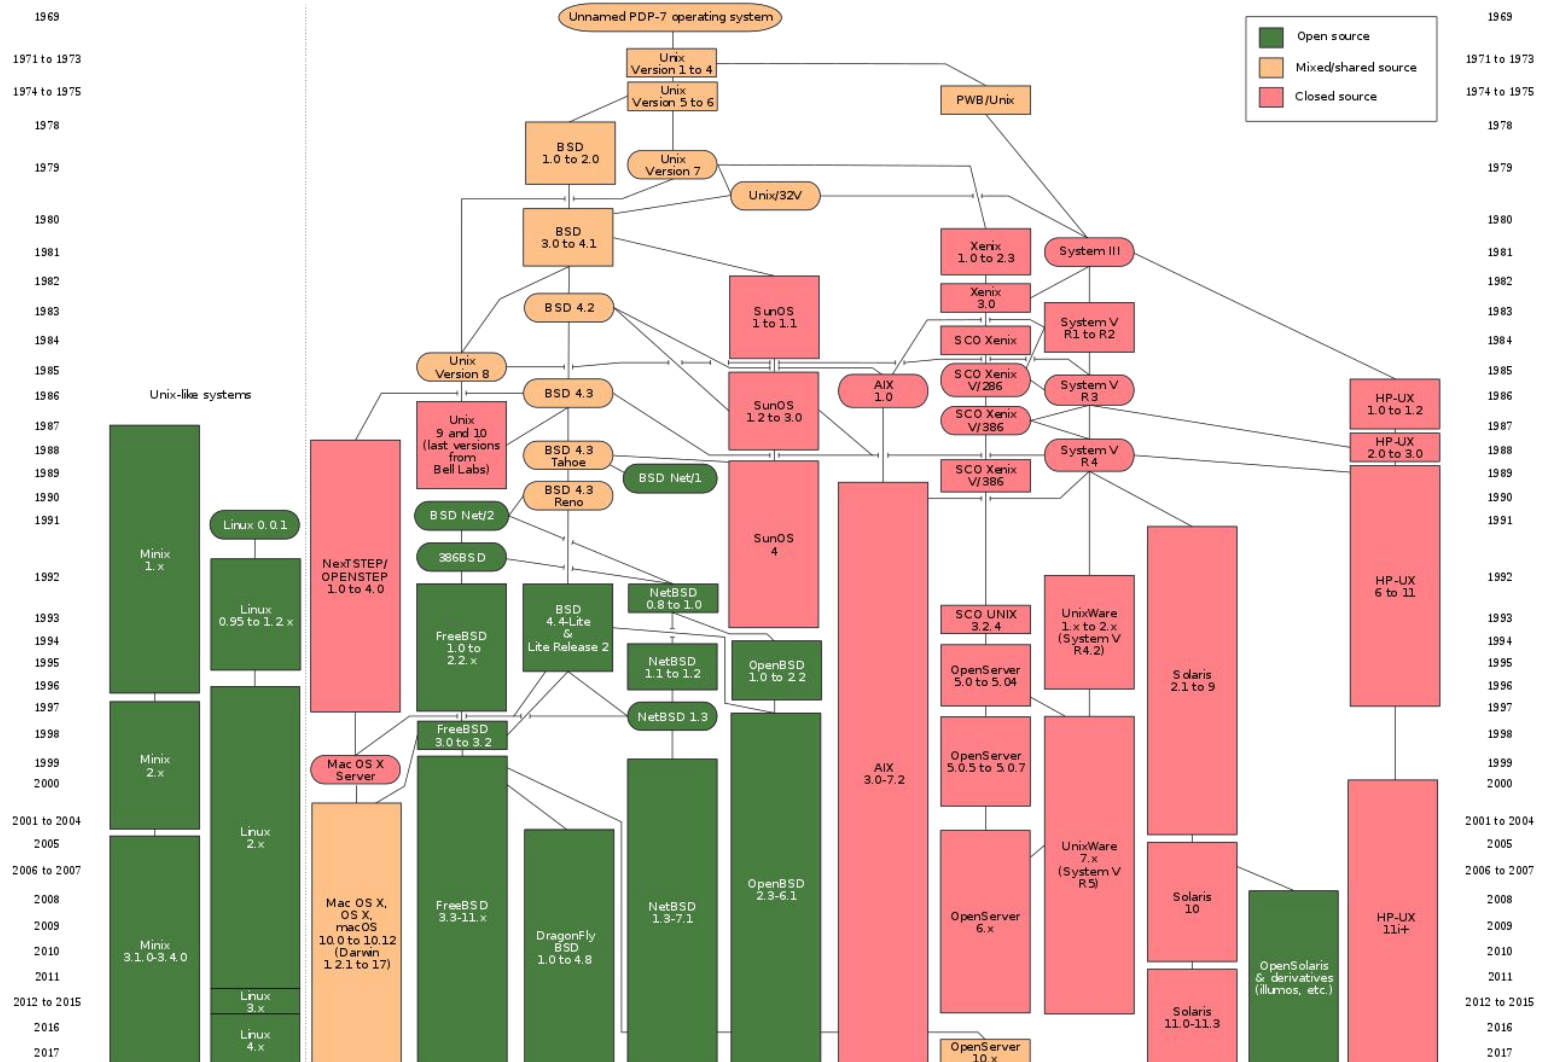 1969
Unnamed PDP-7 operating system
1969
Open source
Mixed/shared source
Closed source
1971 to 1973
Unix
Version 1 to 4
1971 to 1973
1974 to 1975
Unix
Version 5 to 6
PWB/Unix
1974 to 1975
1978
BSD
1.0 to 2.0
1978
1979
Unix
Version 7
1979
Unix/32V
1980
BSD
3.0 to 4.1
1980
1981
Xenix
1.0 to 2.3
System III
1981
1982
Xenix
3.0
1982
1983
BSD 4.2
SunOS
1 to 1.1
System V
R1 to R2
1983
1984
SCO Xenix
1984
1985
Unix
Version 8
SCO Xenix
V/286
1985
Unix-like systems
1986
BSD 4.3
AIX
1.0
System V
R3
1986
HP-UX
1.0 to 1.2
1987
Unix
9 and 10
(last versions
from
Bell Labs)
SunOS
1.2 to 3.0
SCO Xenix
V/386
1987
1988
BSD 4.3
Tahoe
System V
R4
HP-UX
2.0 to 3.0
1988
1989
BSD Net/1
SCO Xenix
V/386
1989
1990
BSD 4.3
Reno
1990
1991
Linux 0.0.1
BSD Net/2
1991
Minix
1.x
NexTSTEP/
OPENSTEP
1.0 to 4.0
386BSD
SunOS
4
1992
NetBSD
0.8 to 1.0
HP-UX
6 to 11
1992
1993
Linux
0.95 to 1.2.x
BSD
4.4-Lite
&
Lite Release 2
SCO UNIX
3.2.4
UnixWare
1.x to 2.x
(System V
R4.2)
1993
1994
FreeBSD
1.0 to
2.2.x
1994
1995
NetBSD
1.1 to 1.2
OpenBSD
1.0 to 2.2
OpenServer
5.0 to 5.04
Solaris
2.1 to 9
1995
1996
1996
1997
NetBSD 1.3
1997
1998
FreeBSD
3.0 to 3.2
1998
1999
Minix
2.x
Mac OS X
Server
AIX
3.0-7.2
OpenServer
5.0.5 to 5.0.7
1999
2000
2000
2001 to 2004
Linux
2.x
2001 to 2004
2005
UnixWare
7.x
(System V
R5)
2005
2006 to 2007
2006 to 2007
2008
Mac OS X,
OS X,
macOS
10.0 to 10.12
(Darwin
1.2.1 to 17)
FreeBSD
3.3-11.x
NetBSD
1.3-7.1
OpenBSD
2.3-6.1
Solaris
10
2008
2009
OpenServer
6.x
HP-UX
11i+
2009
2010
Minix
3.1.0-3.4.0
DragonFly
BSD
1.0 to 4.8
2010
2011
OpenSolaris
& derivatives
(illumos, etc.)
2011
2012 to 2015
Linux
3.x
2012 to 2015
2016
Solaris
11.0-11.3
2016
2017
Linux
4.x
OpenServer
10.x
2017